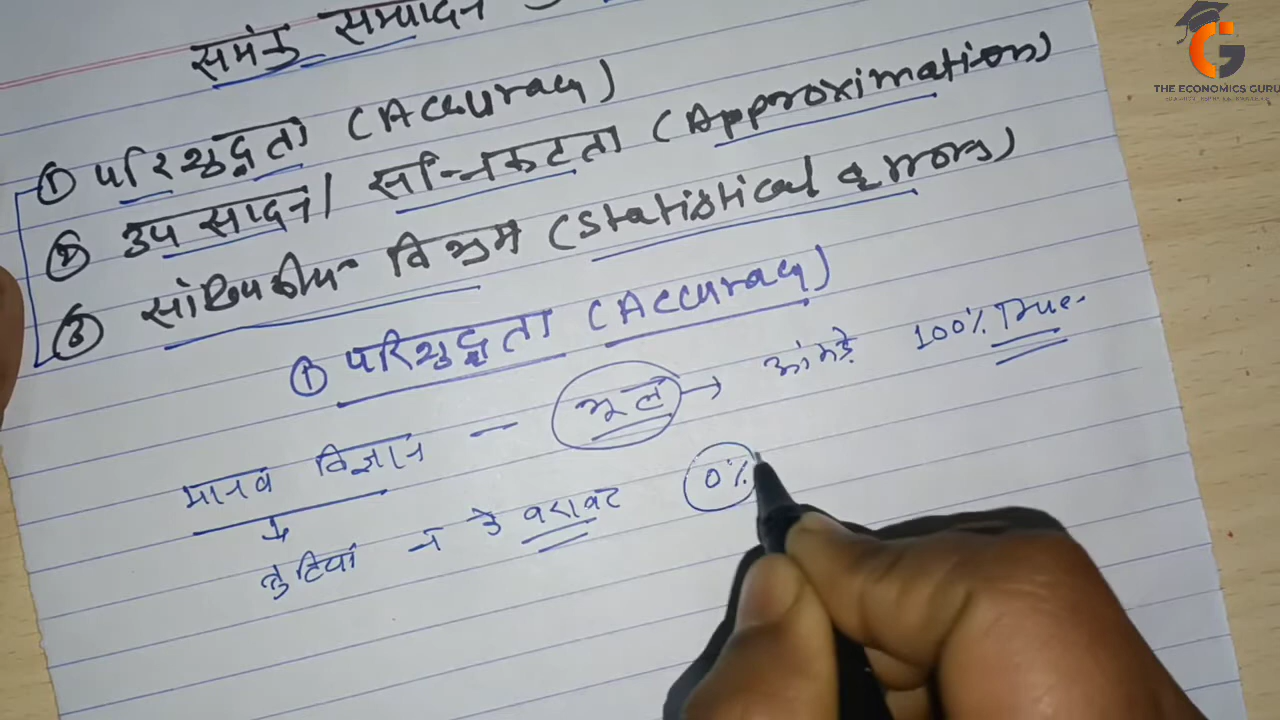 समंक सम्पादन
① परिशुद्धता (Accuracy)
② उप सादन / सन्निकटता (Approximation)
③ सांख्यिकीय विभ्रम (Statistical errors)
① परिशुद्धता (Accuracy)
मानव विज्ञान — भूल → आंकड़े 100% True
त्रुटियां न के बराबर 0%
THE ECONOMICS GURU